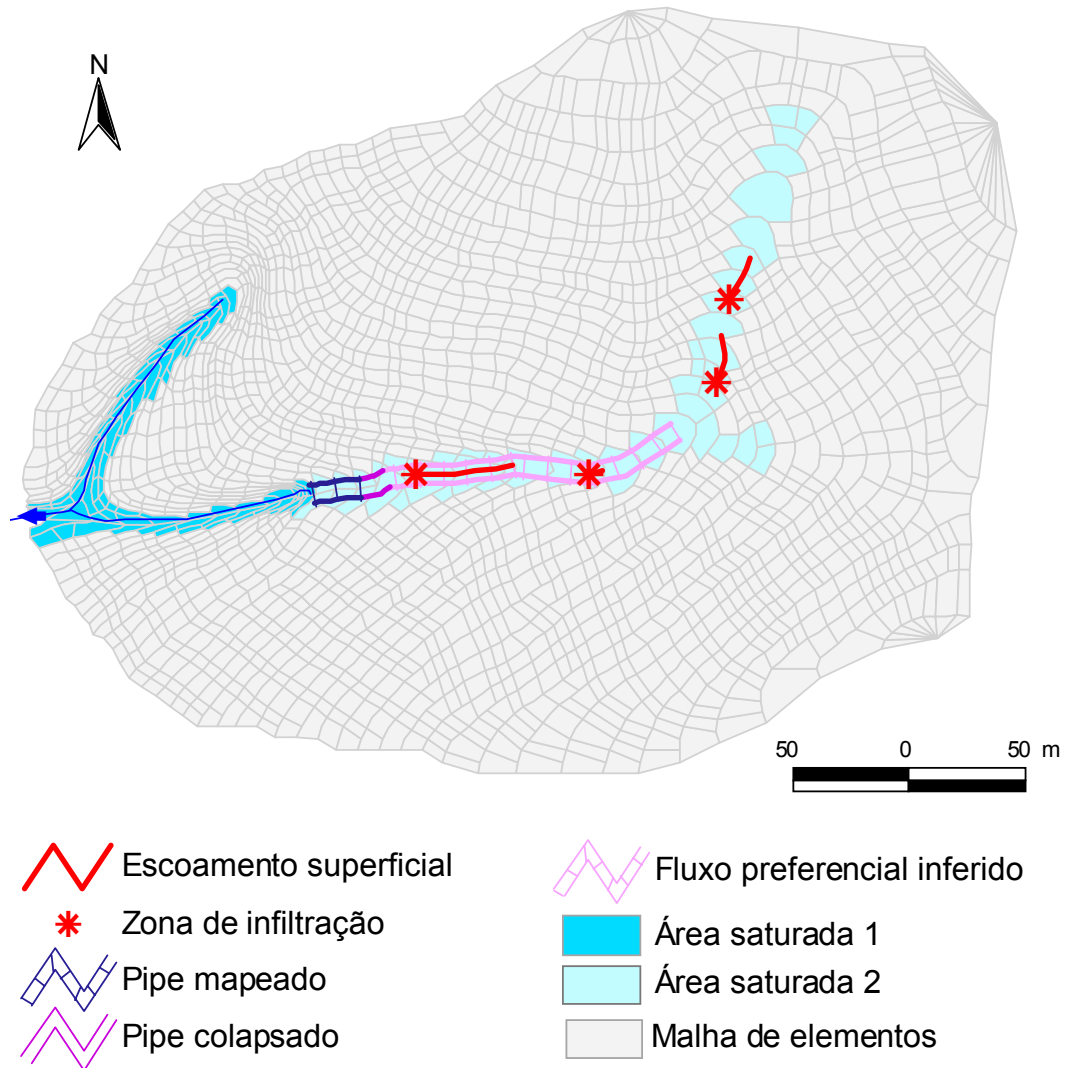 N
50 0 50 m
Escoamento superficial
Zona de infiltração
Pipe mapeado
Pipe colapsado
Fluxo preferencial inferido
Área saturada 1
Área saturada 2
Malha de elementos